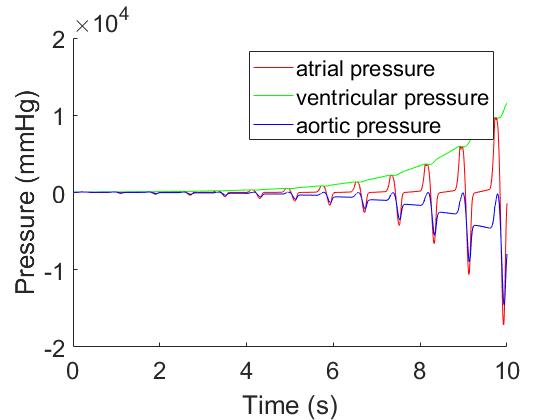 ×10⁴
2
1
0
-1
-2
Pressure (mmHg)
atrial pressure
ventricular pressure
aortic pressure
0 2 4 6 8 10
Time (s)